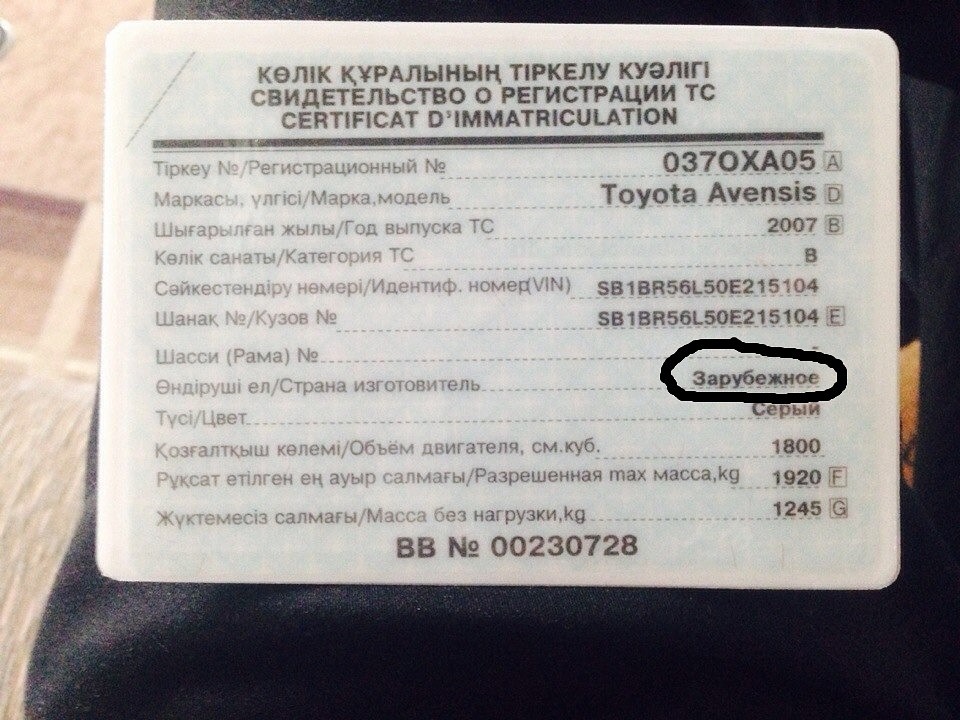 КӨЛІК ҚҰРАЛЫНЫҢ ТІРКЕЛУ КУӘЛІГІ
СВИДЕТЕЛЬСТВО О РЕГИСТРАЦИИ ТС
CERTIFICAT D'IMMATRICULATION
Тіркеу №/Регистрационный № 037OXA05 A
Маркасы, үлгісі/Марка,модель Toyota Avensis D
Шығарылған жылы/Год выпуска ТС 2007 B
Көлік санаты/Категория ТС B
Сәйкестендіру нөмері/Идентиф. номер(VIN) SB1BR56L50E215104
Шанақ №/Кузов № SB1BR56L50E215104 E
Шасси (Рама) № -
Өндіруші ел/Страна изготовитель Зарубежное
Түсі/Цвет Серый
Қозғалтқыш көлемі/Объём двигателя, см.куб. 1800
Рұқсат етілген ең ауыр салмағы/Разрешенная max масса,kg 1920 F
Жүктемесіз салмағы/Масса без нагрузки,kg 1245 G
BB № 00230728